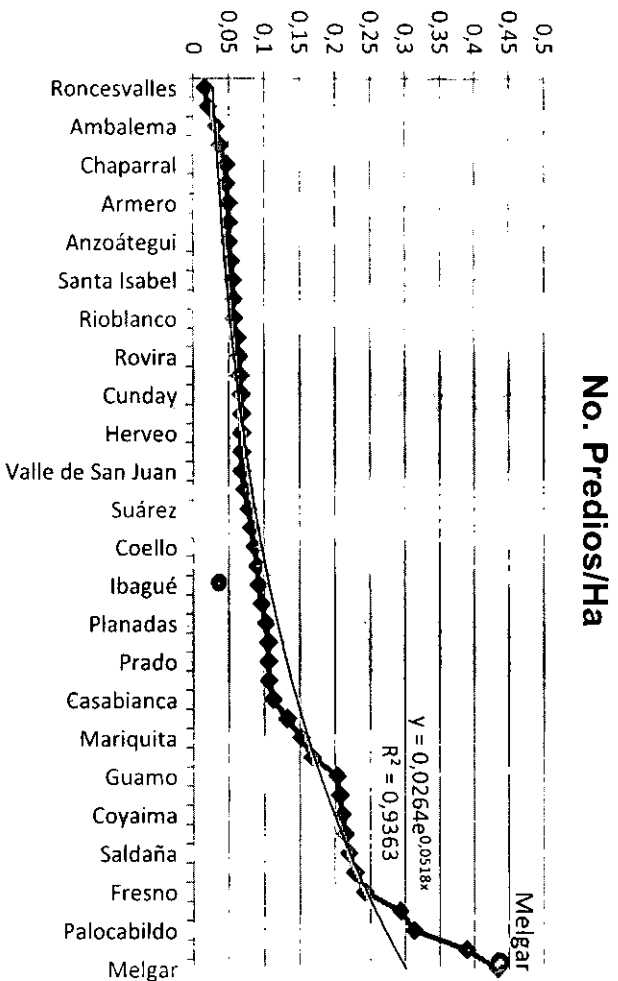 No. Predios/Ha
0,5
0,45
0,4
0,35
0,3
0,25
0,2
0,15
0,1
0,05
0
Melgar
y = 0,0264e^0,0518x
R² = 0,9363
Roncesvalles
Ambalema
Chaparral
Armero
Anzoátegui
Santa Isabel
Rioblanco
Rovira
Cunday
Herveo
Valle de San Juan
Suárez
Coello
Ibagué
Planadas
Prado
Casabianca
Mariquita
Guamo
Coyaima
Saldaña
Fresno
Palocabildo
Melgar